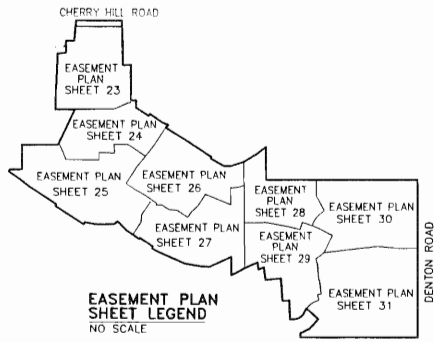 CHERRY HILL ROAD
EASEMENT
PLAN
SHEET 23
EASEMENT PLAN
SHEET 24
EASEMENT PLAN
SHEET 25
EASEMENT PLAN
SHEET 26
EASEMENT PLAN
SHEET 27
EASEMENT
PLAN
SHEET 28
EASEMENT
PLAN
SHEET 29
EASEMENT PLAN
SHEET 30
EASEMENT PLAN
SHEET 31
DENTON ROAD
EASEMENT PLAN
SHEET LEGEND
NO SCALE